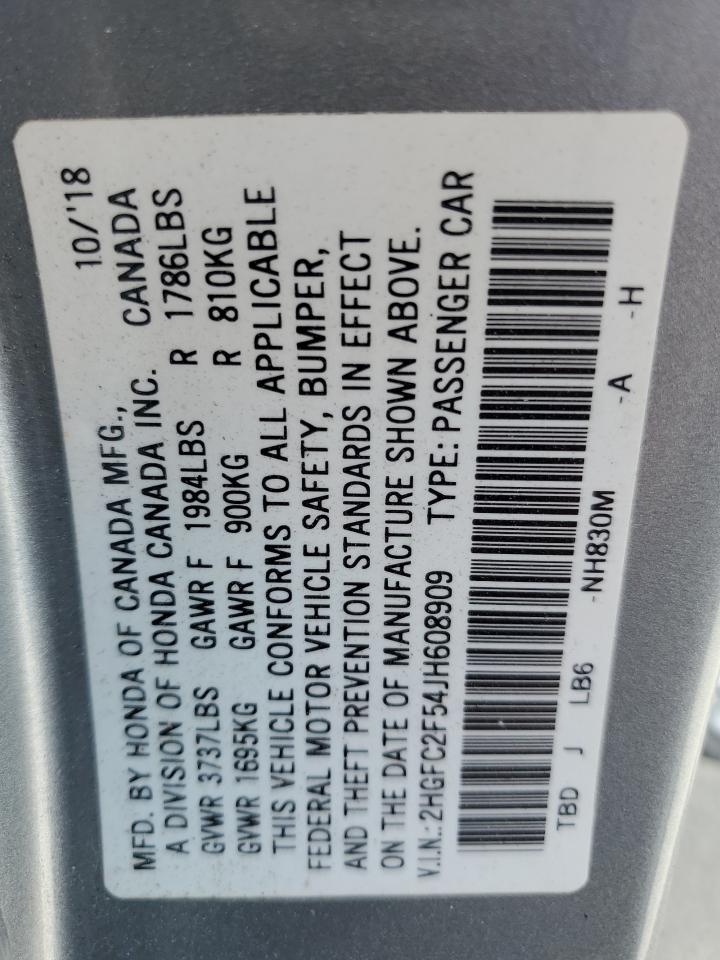 MFD. BY HONDA OF CANADA MFG., 10/'18
A DIVISION OF HONDA CANADA INC. CANADA
GVWR 3737LBS GAWR F 1984LBS R 1786LBS
GVWR 1695KG GAWR F 900KG R 810KG
THIS VEHICLE CONFORMS TO ALL APPLICABLE
FEDERAL MOTOR VEHICLE SAFETY, BUMPER,
AND THEFT PREVENTION STANDARDS IN EFFECT
ON THE DATE OF MANUFACTURE SHOWN ABOVE.
V.I.N.: 2HGFC2F54JH608909 TYPE: PASSENGER CAR
TBD J LB6 -NH830M -A -H